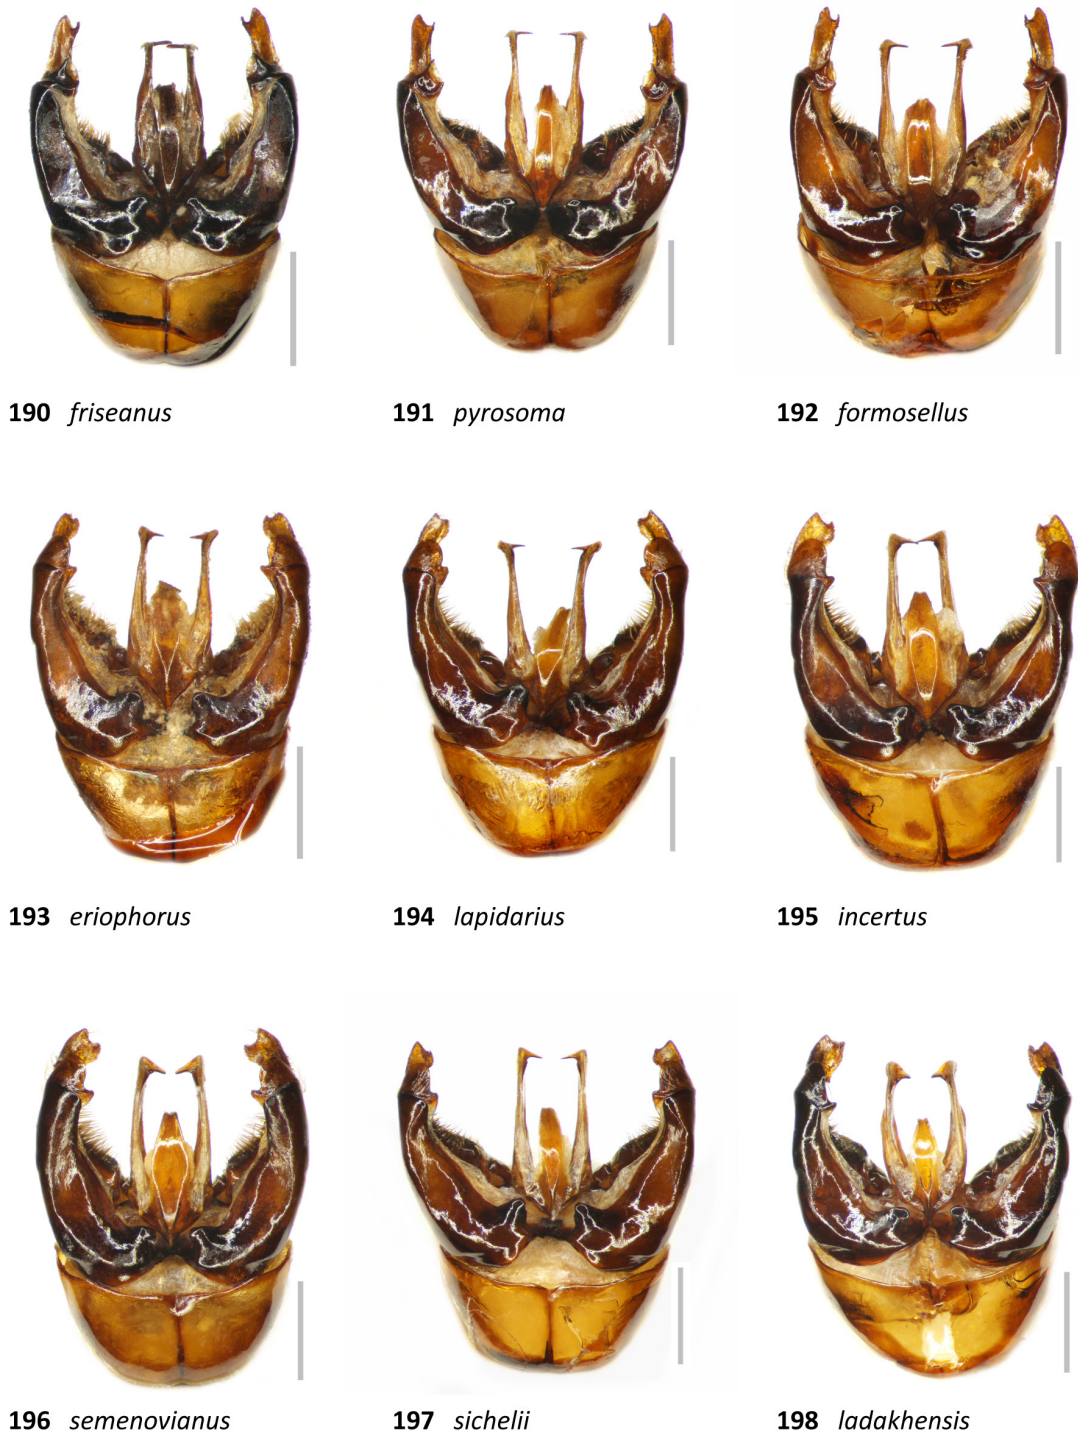 190 friseanus
191 pyrosoma
192 formosellus
193 eriophorus
194 lapidarius
195 incertus
196 semenovianus
197 sichelii
198 ladakhensis